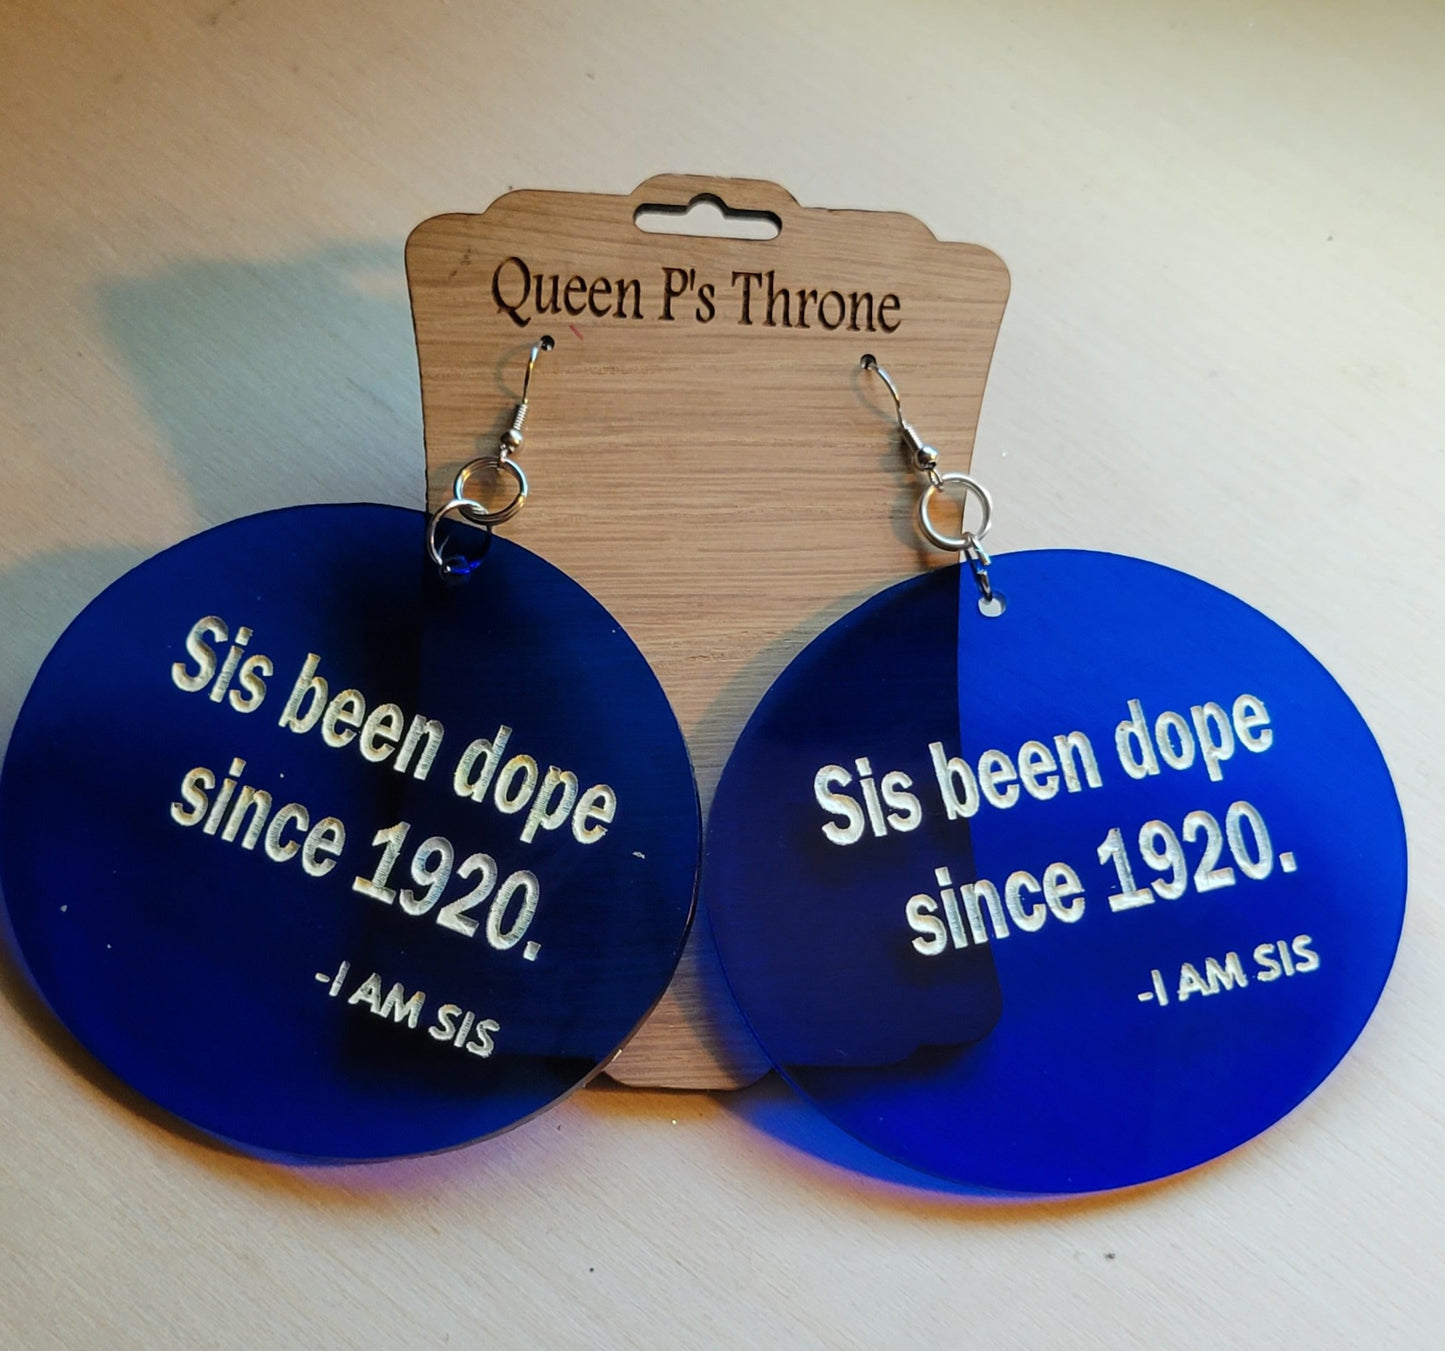 Queen P's Throne
Sis been dope
since 1920.
-I AM SIS
Sis been dope
since 1920.
-I AM SIS